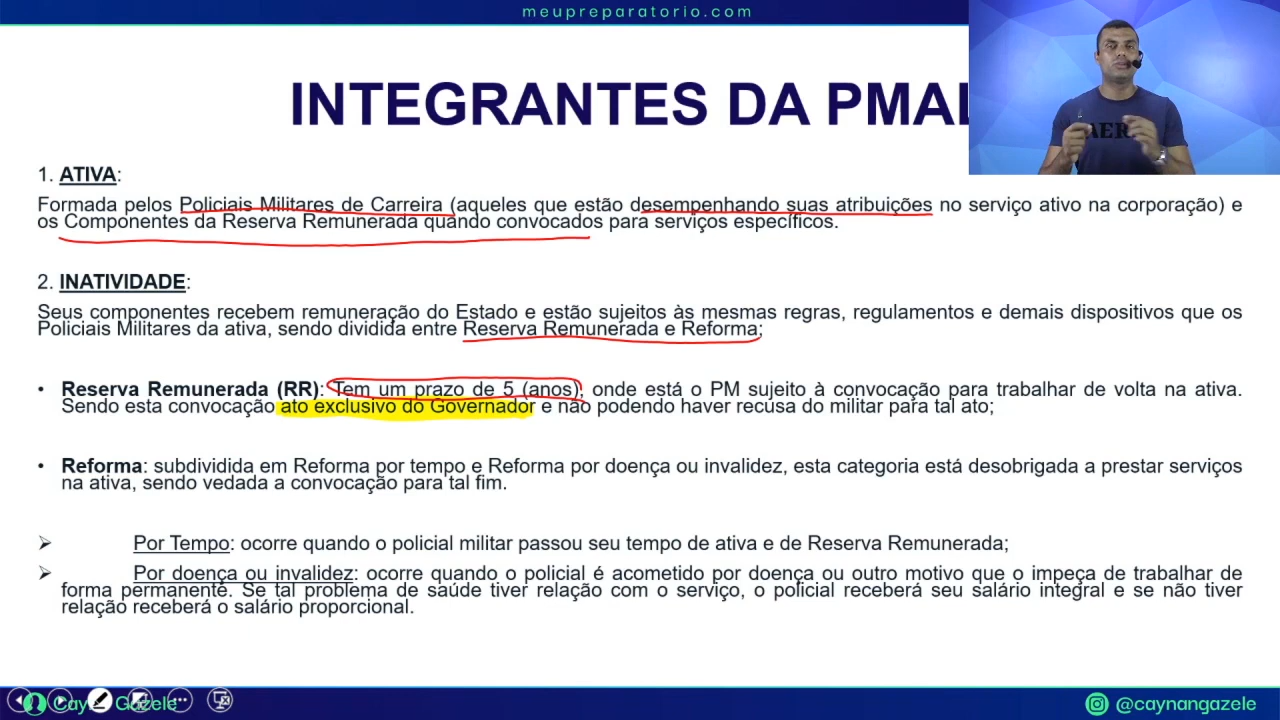 meupreparatorio.com
INTEGRANTES DA PMAL
1. ATIVA:
Formada pelos Policiais Militares de Carreira (aqueles que estão desempenhando suas atribuições no serviço ativo na corporação) e
os Componentes da Reserva Remunerada quando convocados para serviços específicos.
2. INATIVIDADE:
Seus componentes recebem remuneração do Estado e estão sujeitos às mesmas regras, regulamentos e demais dispositivos que os
Policiais Militares da ativa, sendo dividida entre Reserva Remunerada e Reforma;
• Reserva Remunerada (RR): Tem um prazo de 5 (anos), onde está o PM sujeito à convocação para trabalhar de volta na ativa.
Sendo esta convocação ato exclusivo do Governador e não podendo haver recusa do militar para tal ato;
• Reforma: subdividida em Reforma por tempo e Reforma por doença ou invalidez, esta categoria está desobrigada a prestar serviços
na ativa, sendo vedada a convocação para tal fim.
➢ Por Tempo: ocorre quando o policial militar passou seu tempo de ativa e de Reserva Remunerada;
➢ Por doença ou invalidez: ocorre quando o policial é acometido por doença ou outro motivo que o impeça de trabalhar de
forma permanente. Se tal problema de saúde tiver relação com o serviço, o policial receberá seu salário integral e se não tiver
relação receberá o salário proporcional.
Gazele
@caynangazele